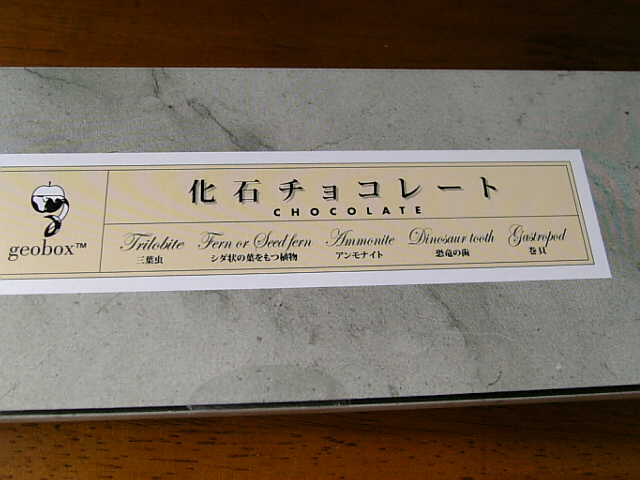 化石チョコレート
CHOCOLATE
geobox™
Trilobite Fern or Seed fern Ammonite Dinosaur tooth Gastropod
三葉虫 シダ状の葉をもつ植物 アンモナイト 恐竜の歯 巻貝